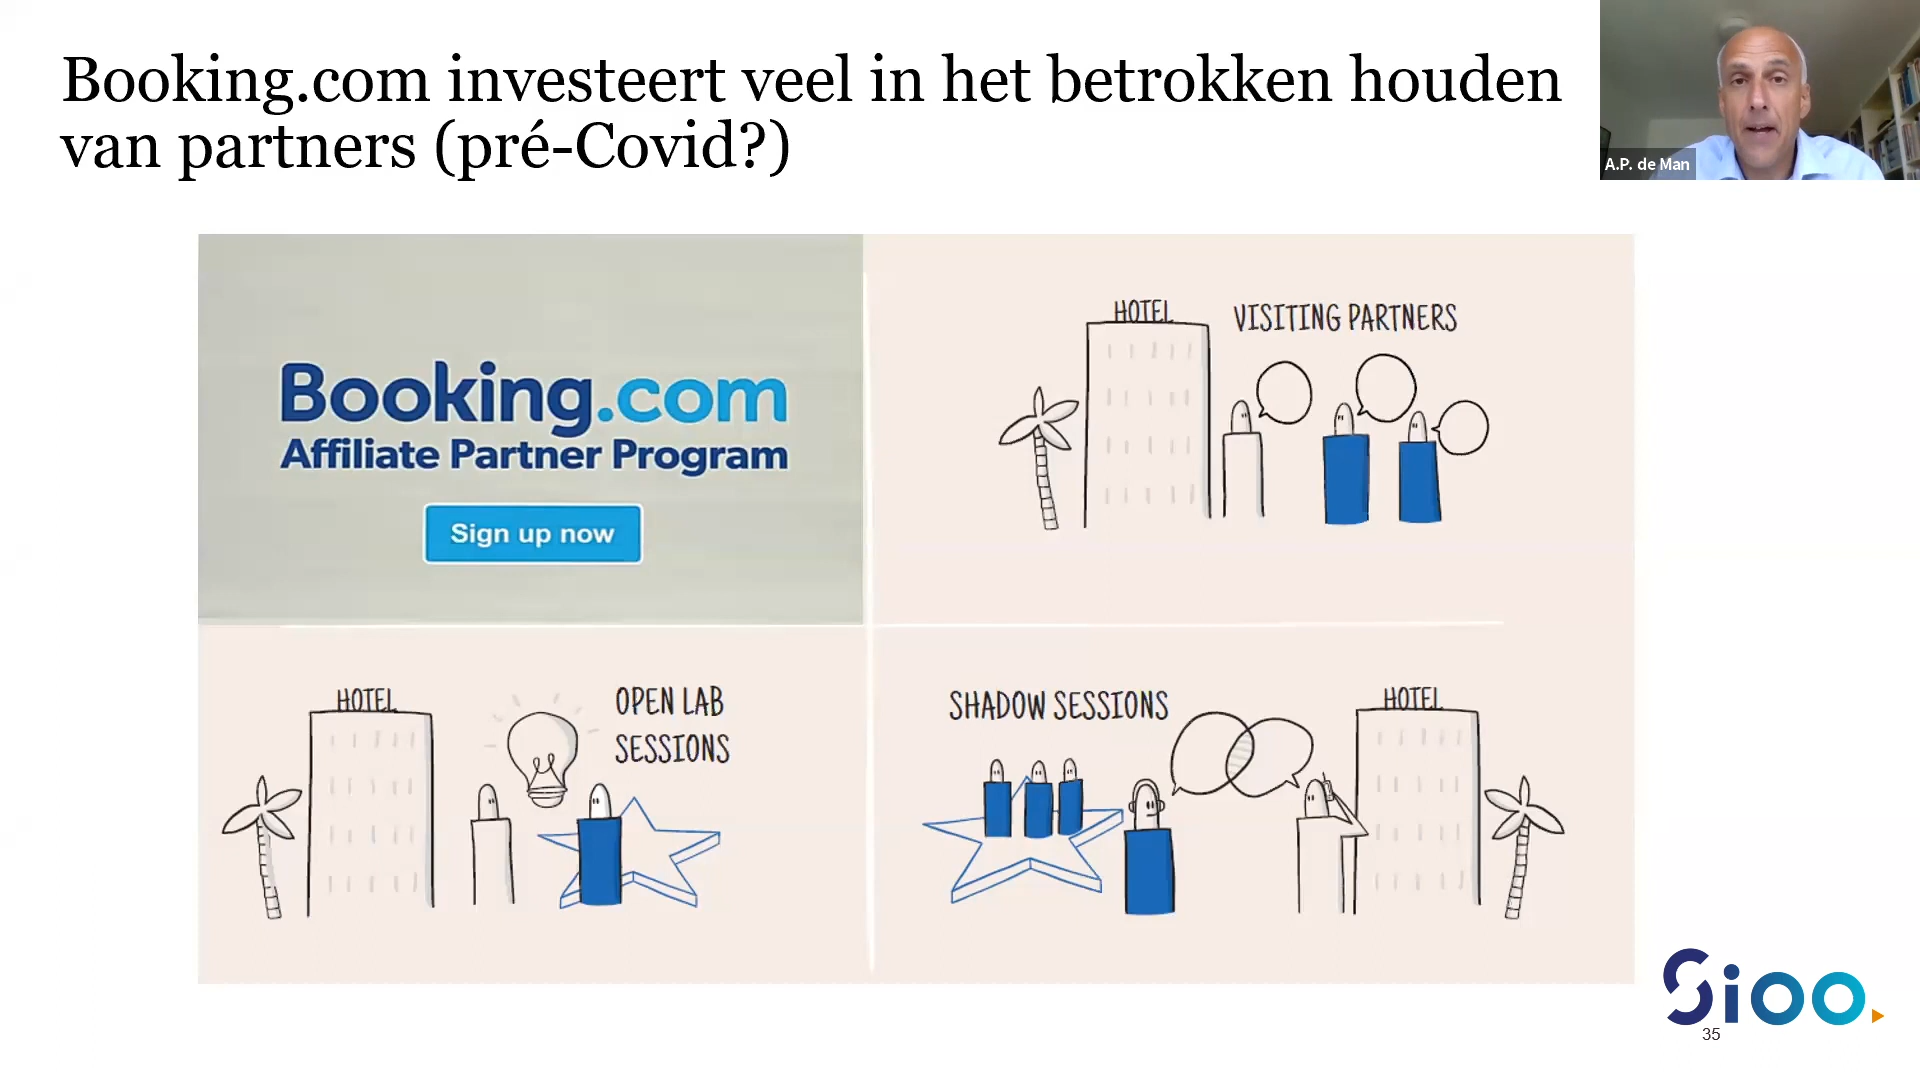 Booking.com investeert veel in het betrokken houden
van partners (pré-Covid?)
A.P. de Man
Booking.com
Affiliate Partner Program
Sign up now
HOTEL
VISITING PARTNERS
HOTEL
OPEN LAB
SESSIONS
SHADOW SESSIONS
HOTEL
Sioo
35